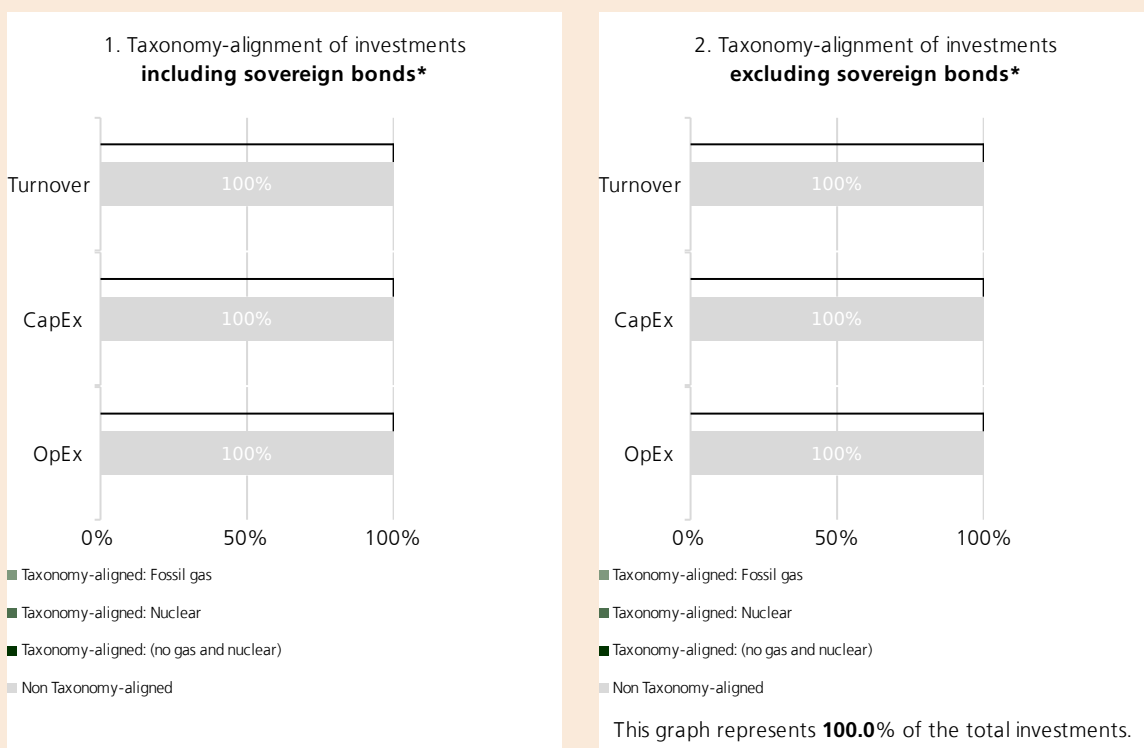 1. Taxonomy-alignment of investments
including sovereign bonds*
Turnover
100%
CapEx
100%
OpEx
100%
0% 50% 100%
Taxonomy-aligned: Fossil gas
Taxonomy-aligned: Nuclear
Taxonomy-aligned: (no gas and nuclear)
Non Taxonomy-aligned
2. Taxonomy-alignment of investments
excluding sovereign bonds*
Turnover
100%
CapEx
100%
OpEx
100%
0% 50% 100%
Taxonomy-aligned: Fossil gas
Taxonomy-aligned: Nuclear
Taxonomy-aligned: (no gas and nuclear)
Non Taxonomy-aligned
This graph represents 100.0% of the total investments.